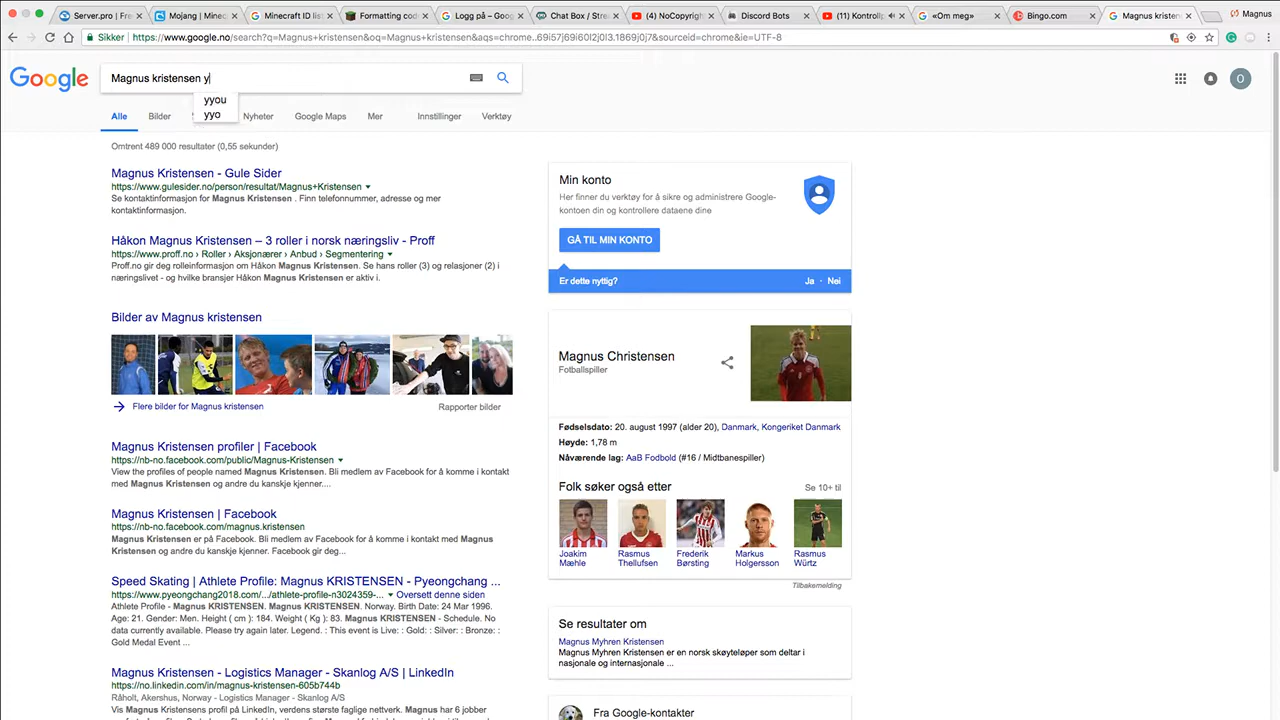 Server.pro | Free
Mojang | Minec
Minecraft ID list
Formatting cod
Logg på – Goog
Chat Box / Stre
(4) NoCopyrigh
Discord Bots
(11) Kontrollp
«Om meg»
Bingo.com
Magnus kristen
Magnus
Sikker
https://www.google.no/search?q=Magnus+kristensen&oq=Magnus+kristensen&aqs=chrome..69i57j69i60l2j0l3.1869j0j7&sourceid=chrome&ie=UTF-8
Google
Magnus kristensen y
yyou
yyo
O
Alle
Bilder
Nyheter
Google Maps
Mer
Innstillinger
Verktøy
Omtrent 489 000 resultater (0,55 sekunder)
Magnus Kristensen - Gule Sider
https://www.gulesider.no/person/resultat/Magnus+Kristensen
Se kontaktinformasjon for Magnus Kristensen . Finn telefonnummer, adresse og mer
kontaktinformasjon.
Håkon Magnus Kristensen – 3 roller i norsk næringsliv - Proff
https://www.proff.no › Roller › Aksjonærer › Anbud › Segmentering
Proff.no gir deg rolleinformasjon om Håkon Magnus Kristensen. Se hans roller (3) og relasjoner (2) i
næringslivet - og hvilke bransjer Håkon Magnus Kristensen er aktiv i.
Bilder av Magnus kristensen
Flere bilder for Magnus kristensen
Rapporter bilder
Magnus Kristensen profiler | Facebook
https://nb-no.facebook.com/public/Magnus-Kristensen
View the profiles of people named Magnus Kristensen. Bli medlem av Facebook for å komme i kontakt
med Magnus Kristensen og andre du kanskje kjenner....
Magnus Kristensen | Facebook
https://nb-no.facebook.com/magnus.kristensen
Magnus Kristensen er på Facebook. Bli medlem av Facebook for å komme i kontakt med Magnus
Kristensen og andre du kanskje kjenner. Facebook gir deg...
Speed Skating | Athlete Profile: Magnus KRISTENSEN - Pyeongchang ...
https://www.pyeongchang2018.com/.../athlete-profile-n3024359-...
Oversett denne siden
Athlete Profile - Magnus KRISTENSEN. Magnus KRISTENSEN. Norway. Birth Date: 24 Mar 1996.
Age: 21. Gender: Men. Height ( cm ): 184. Weight ( Kg ): 83. Magnus KRISTENSEN - Schedule. No
data currently available. Please try again later. Legend. : This event is Live: : Gold: : Silver: : Bronze: :
Gold Medal Event ...
Magnus Kristensen - Logistics Manager - Skanlog A/S | LinkedIn
https://no.linkedin.com/in/magnus-kristensen-605b744b
Råholt, Akershus, Norway - Logistics Manager - Skanlog A/S
Vis Magnus Kristensens profil på LinkedIn, verdens største faglige nettverk. Magnus har 6 jobber
Min konto
Her finner du verktøy for å sikre og administrere Google-
kontoen din og kontrollere dataene dine
GÅ TIL MIN KONTO
Er dette nyttig?
Ja · Nei
Magnus Christensen
Fotballspiller
Fødselsdato: 20. august 1997 (alder 20), Danmark, Kongeriket Danmark
Høyde: 1,78 m
Nåværende lag: AaB Fodbold (#16 / Midtbanespiller)
Folk søker også etter
Se 10+ til
Joakim
Mæhle
Rasmus
Thellufsen
Frederik
Børsting
Markus
Holgersson
Rasmus
Würtz
Tilbakemelding
Se resultater om
Magnus Myhren Kristensen
Magnus Myhren Kristensen er en norsk skøyteløper som deltar i
nasjonale og internasjonale ...
Fra Google-kontakter